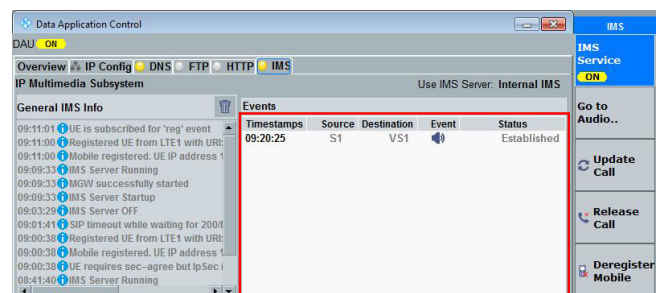 Data Application Control
IMS
DAU ON
IMS
Service
ON
Overview IP Config DNS FTP HTTP IMS
IP Multimedia Subsystem
Use IMS Server: Internal IMS
General IMS Info
Events
Timestamps Source Destination Event Status
09:20:25 S1 VS1 Established
09:11:01 UE is subscribed for 'reg' event
09:11:00 Registered UE from LTE1 with URI:
09:11:00 Mobile registered. UE IP address
09:09:33 IMS Server Running
09:09:33 MGW successfully started
09:09:33 IMS Server Startup
09:03:29 IMS Server OFF
09:01:41 SIP timeout while waiting for 200/
09:00:38 Registered UE from LTE1 with URI:
09:00:38 Mobile registered. UE IP address
09:00:38 UE requires sec-agree but IpSec
08:41:40 IMS Server Running
Go to
Audio..
Update
Call
Release
Call
Deregister
Mobile